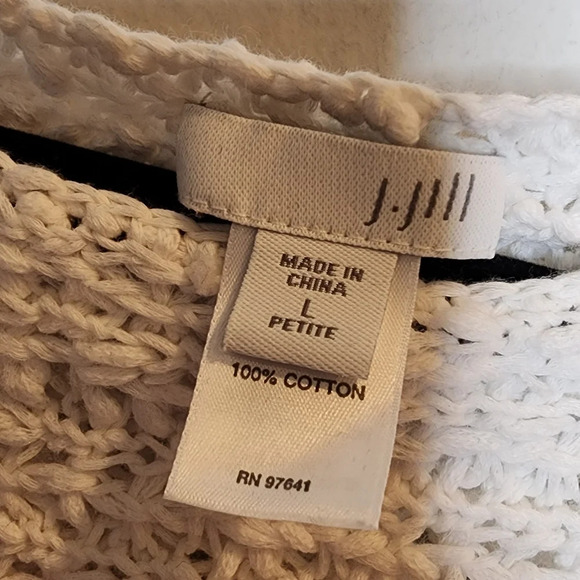 J.Jill
MADE IN
CHINA
L
PETITE
100% COTTON
RN 97641